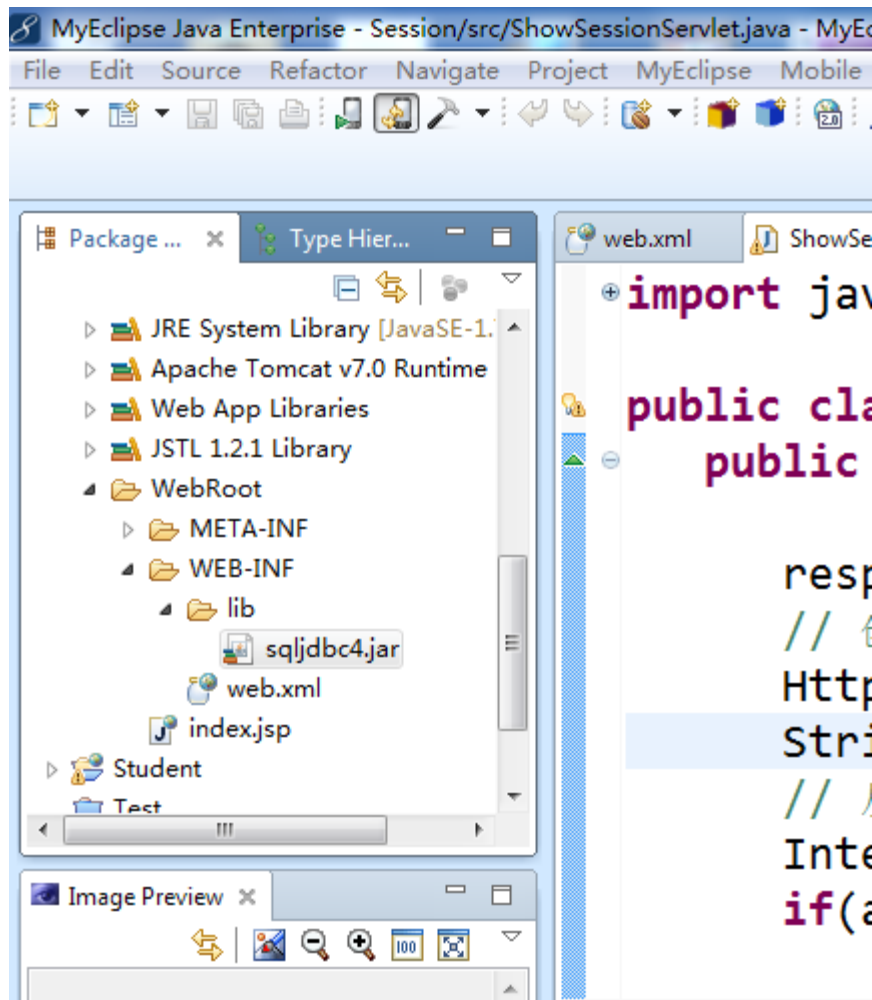 MyEclipse Java Enterprise - Session/src/ShowSessionServlet.java - MyEc
File Edit Source Refactor Navigate Project MyEclipse Mobile
2.0
Package ... Type Hier...
web.xml ShowSe
JRE System Library [JavaSE-1.
Apache Tomcat v7.0 Runtime
Web App Libraries
JSTL 1.2.1 Library
WebRoot
META-INF
WEB-INF
lib
sqljdbc4.jar
web.xml
index.jsp
Student
Test
import jav
public cla
public
resp
//
Http
Stri
//
Inte
if(a
Image Preview
100